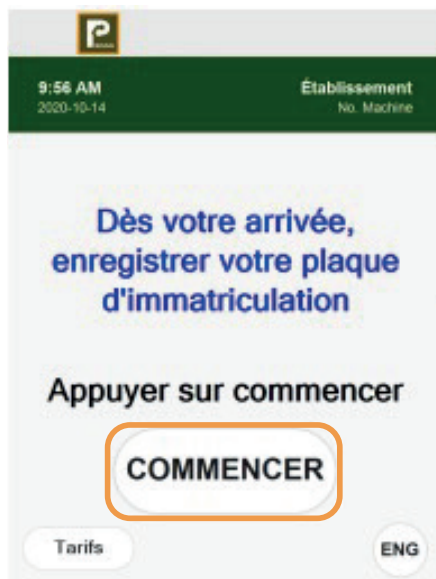 P
9:56 AM
Établissement
2020-10-14
No. Machine
Dès votre arrivée,
enregistrer votre plaque
d'immatriculation
Appuyer sur commencer
COMMENCER
Tarifs
ENG